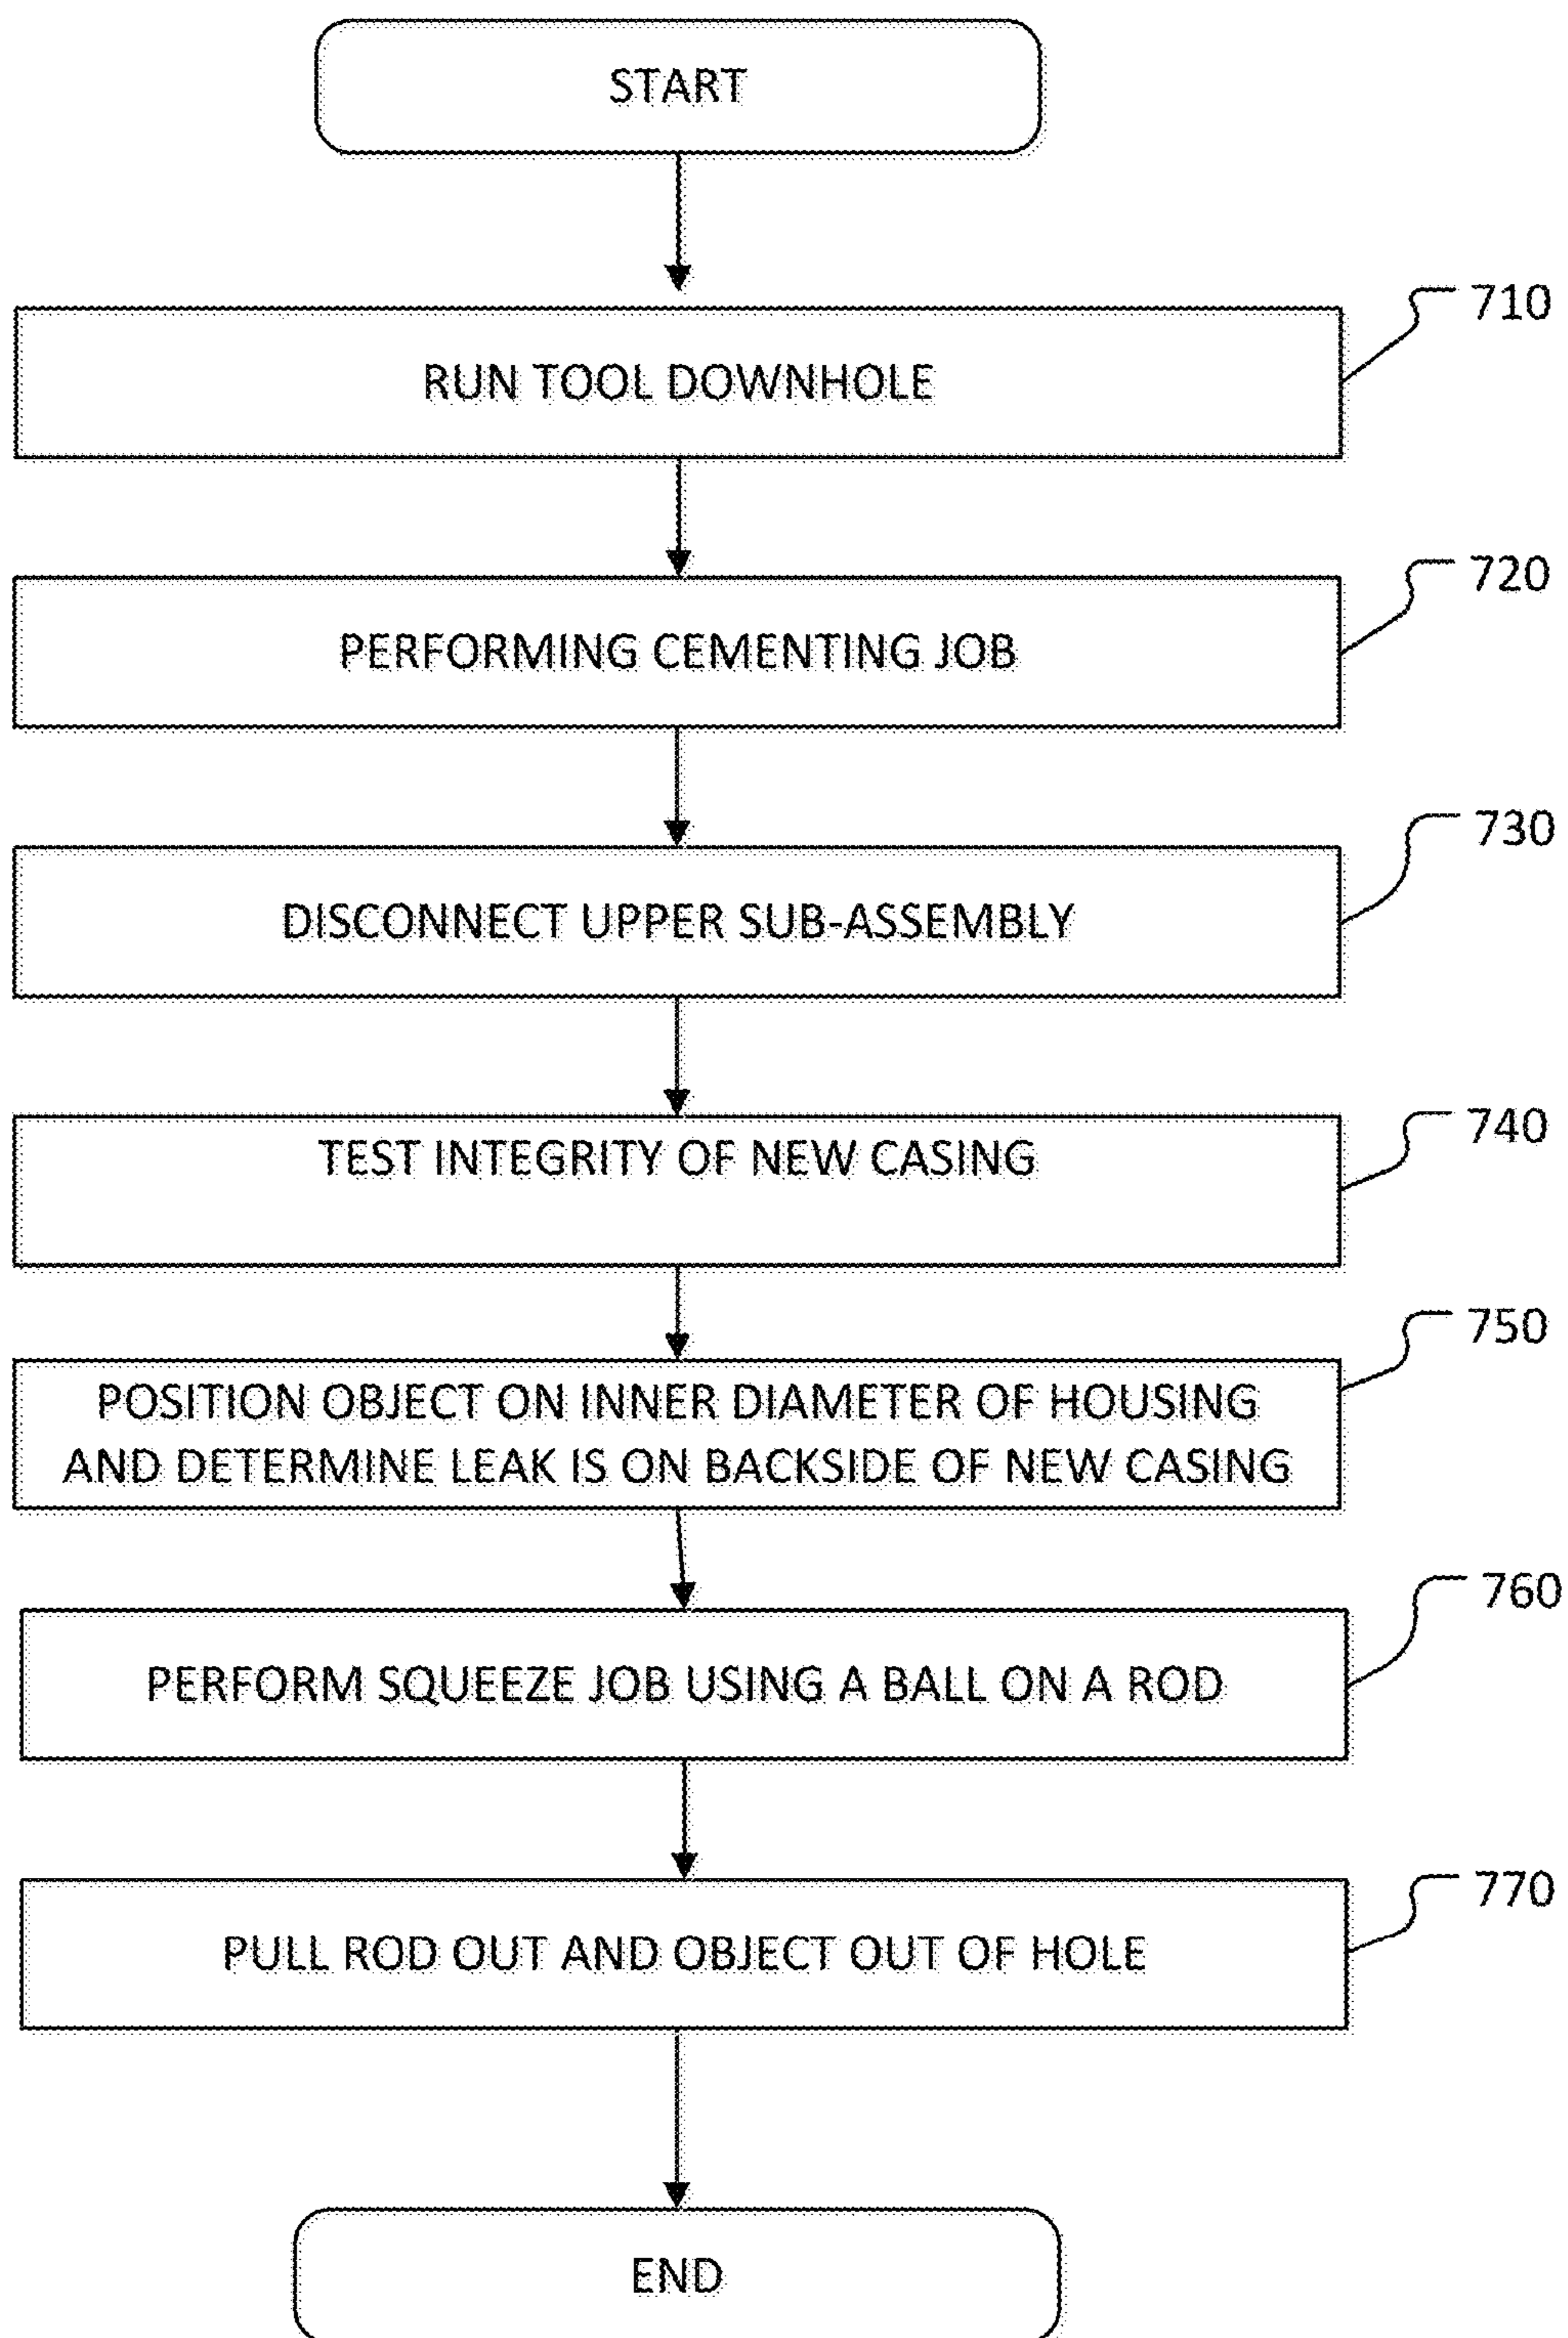 START
710
RUN TOOL DOWNHOLE
720
PERFORMING CEMENTING JOB
730
DISCONNECT UPPER SUB-ASSEMBLY
740
TEST INTEGRITY OF NEW CASING
750
POSITION OBJECT ON INNER DIAMETER OF HOUSING
AND DETERMINE LEAK IS ON BACKSIDE OF NEW CASING
760
PERFORM SQUEEZE JOB USING A BALL ON A ROD
770
PULL ROD OUT AND OBJECT OUT OF HOLE
END